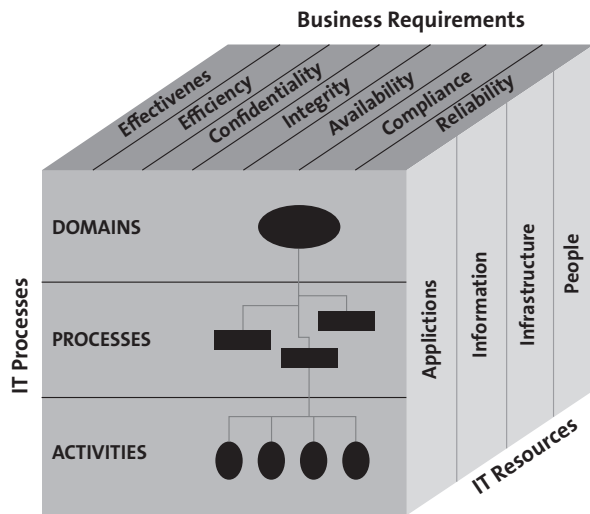 Business Requirements
Effectivenes
Efficiency
Confidentiality
Integrity
Availability
Compliance
Reliability
IT Processes
DOMAINS
PROCESSES
ACTIVITIES
Applictions
Information
Infrastructure
People
IT Resources